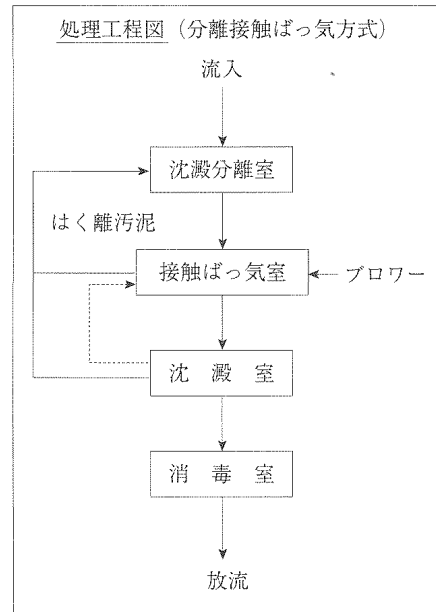 処理工程図（分離接触ばっ気方式）
流入
沈澱分離室
はく離汚泥
接触ばっ気室
ブロワー
沈　澱　室
消　毒　室
放流